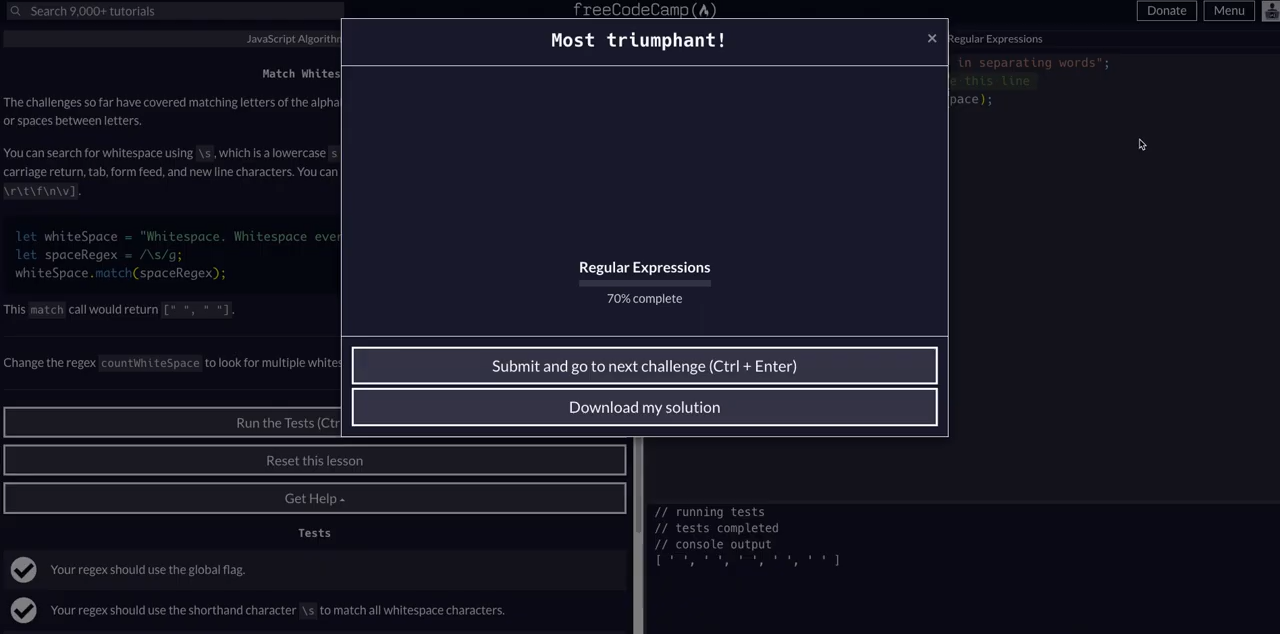 Search 9,000+ tutorials
freeCodeCamp
Donate
Menu
JavaScript Algorithm
Regular Expressions
Match Whites
The challenges so far have covered matching letters of the alpha
or spaces between letters.
You can search for whitespace using \s, which is a lowercase s
carriage return, tab, form feed, and new line characters. You can
\r\t\f\n\v].
let whiteSpace = "Whitespace. Whitespace ever
let spaceRegex = /\s/g;
whiteSpace.match(spaceRegex);
This match call would return [" ", " "].
Change the regex countWhiteSpace to look for multiple whites
Run the Tests (Ctr
Reset this lesson
Get Help
Tests
Your regex should use the global flag.
Your regex should use the shorthand character \s to match all whitespace characters.
Most triumphant!
×
Regular Expressions
70% complete
Submit and go to next challenge (Ctrl + Enter)
Download my solution
in separating words";
this line
pace);
// running tests
// tests completed
// console output
[ ' ', ' ', ' ', ' ', ' ' ]